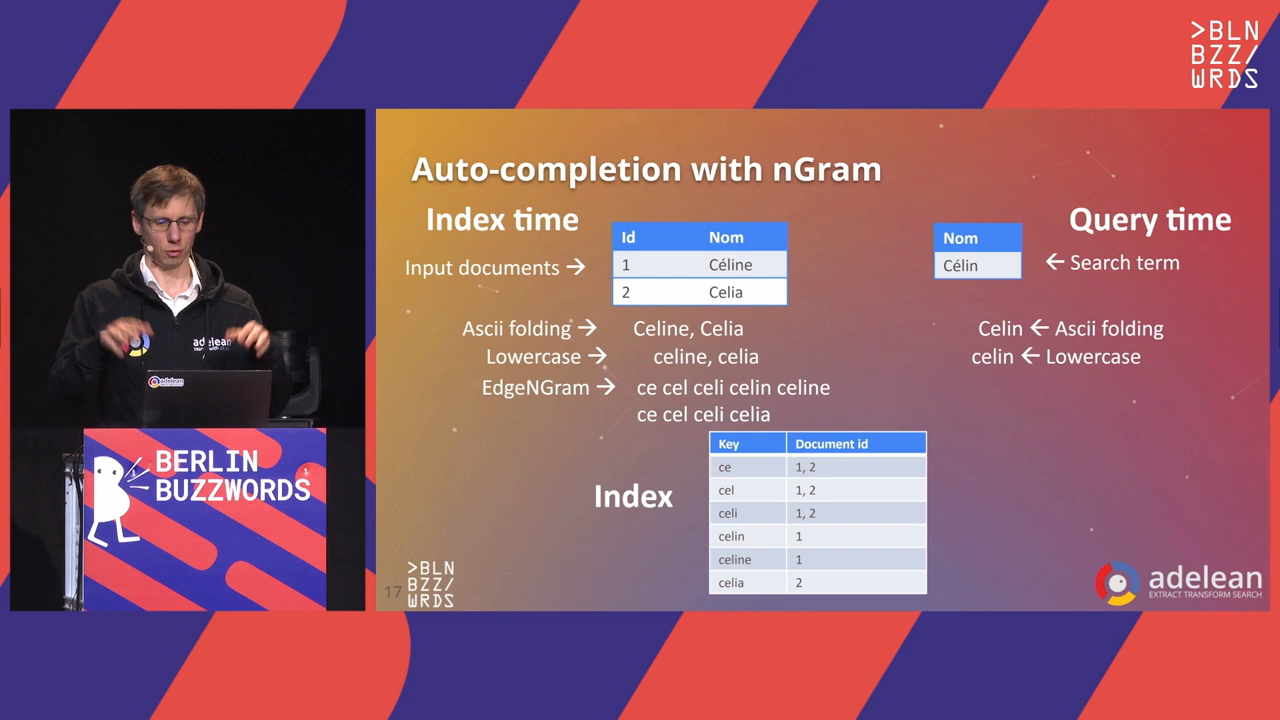 >BLN
BZZ/
WRDS
Auto-completion with nGram
Index time
Query time
Id Nom
1 Céline
2 Celia
Input documents →
Nom
Célin
← Search term
Ascii folding → Celine, Celia
Lowercase → celine, celia
EdgeNGram → ce cel celi celin celine
ce cel celi celia
Celin ← Ascii folding
celin ← Lowercase
Index
Key Document id
ce 1, 2
cel 1, 2
celi 1, 2
celin 1
celine 1
celia 2
17
>BLN
BZZ/
WRDS
adelean
EXTRACT TRANSFORM SEARCH
adelean
adelean
BERLIN
BUZZWORDS